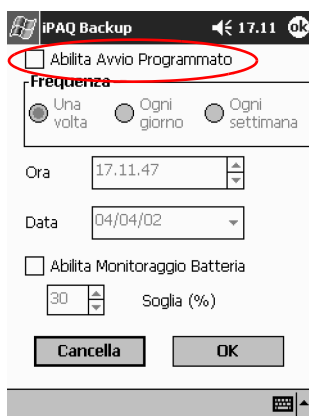 iPAQ Backup 17.11 ok
Abilita Avvio Programmato
Frequenza
Una volta Ogni giorno Ogni settimana
Ora 17.11.47
Data 04/04/02
Abilita Monitoraggio Batteria
30 Soglia (%)
Cancella OK